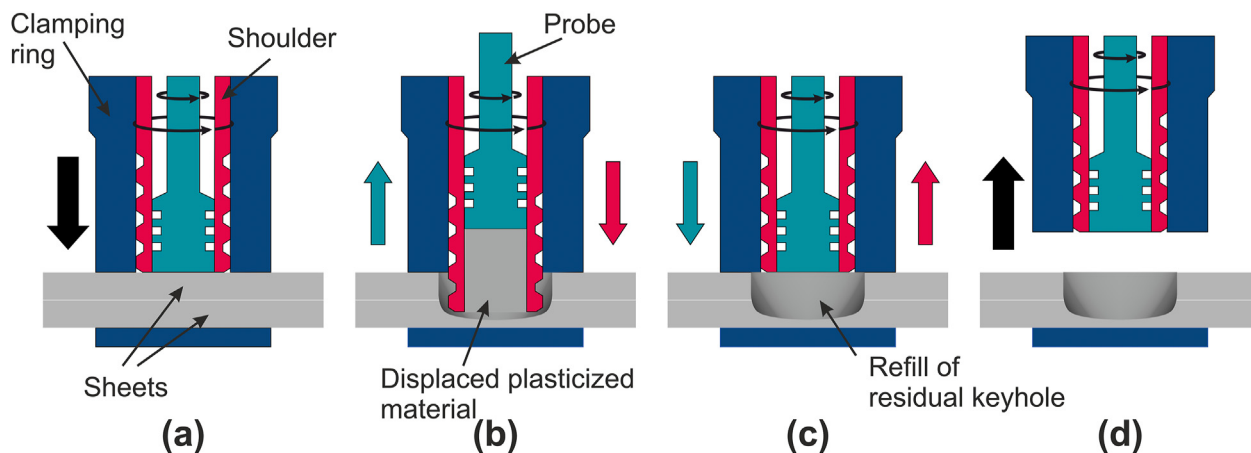 Clamping
ring
Shoulder
Probe
Sheets
Displaced plasticized
material
Refill of
residual keyhole
(a)
(b)
(c)
(d)